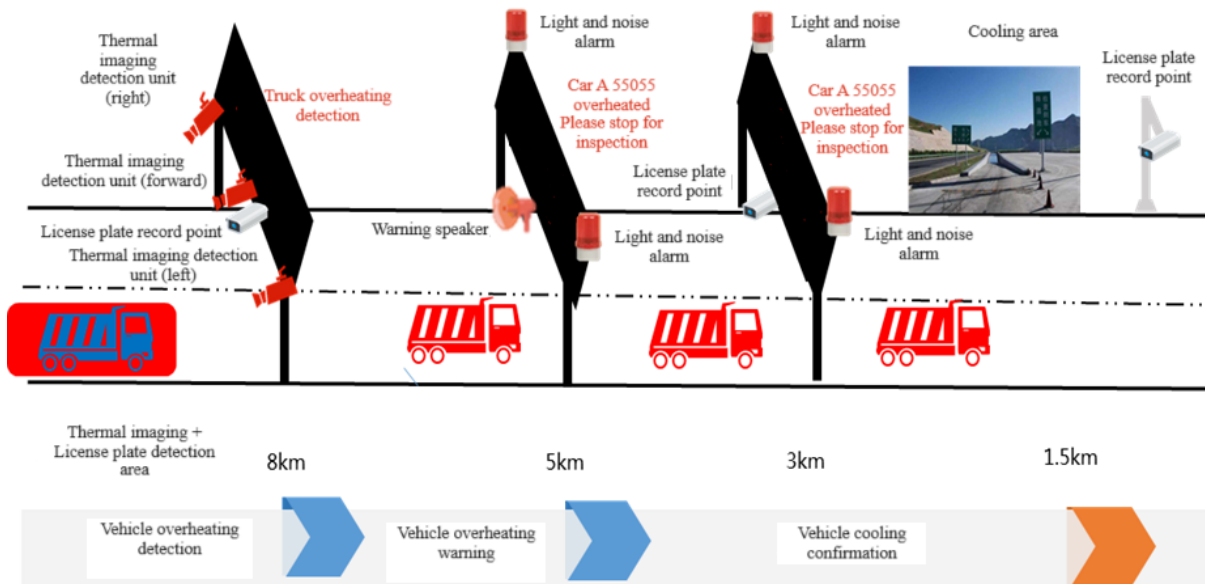 Thermal
imaging
detection unit
(right)
Truck overheating
detection
Thermal imaging
detection unit (forward)
License plate record point
Thermal imaging detection
unit (left)
Light and noise
alarm
Car A 55055
overheated
Please stop for
inspection
Warning speaker
Light and noise
alarm
Light and noise
alarm
Car A 55055
overheated
Please stop for
inspection
License plate
record point
Light and noise
alarm
Cooling area
License plate
record point
Thermal imaging +
License plate detection
area
8km
5km
3km
1.5km
Vehicle overheating
detection
Vehicle overheating
warning
Vehicle cooling
confirmation